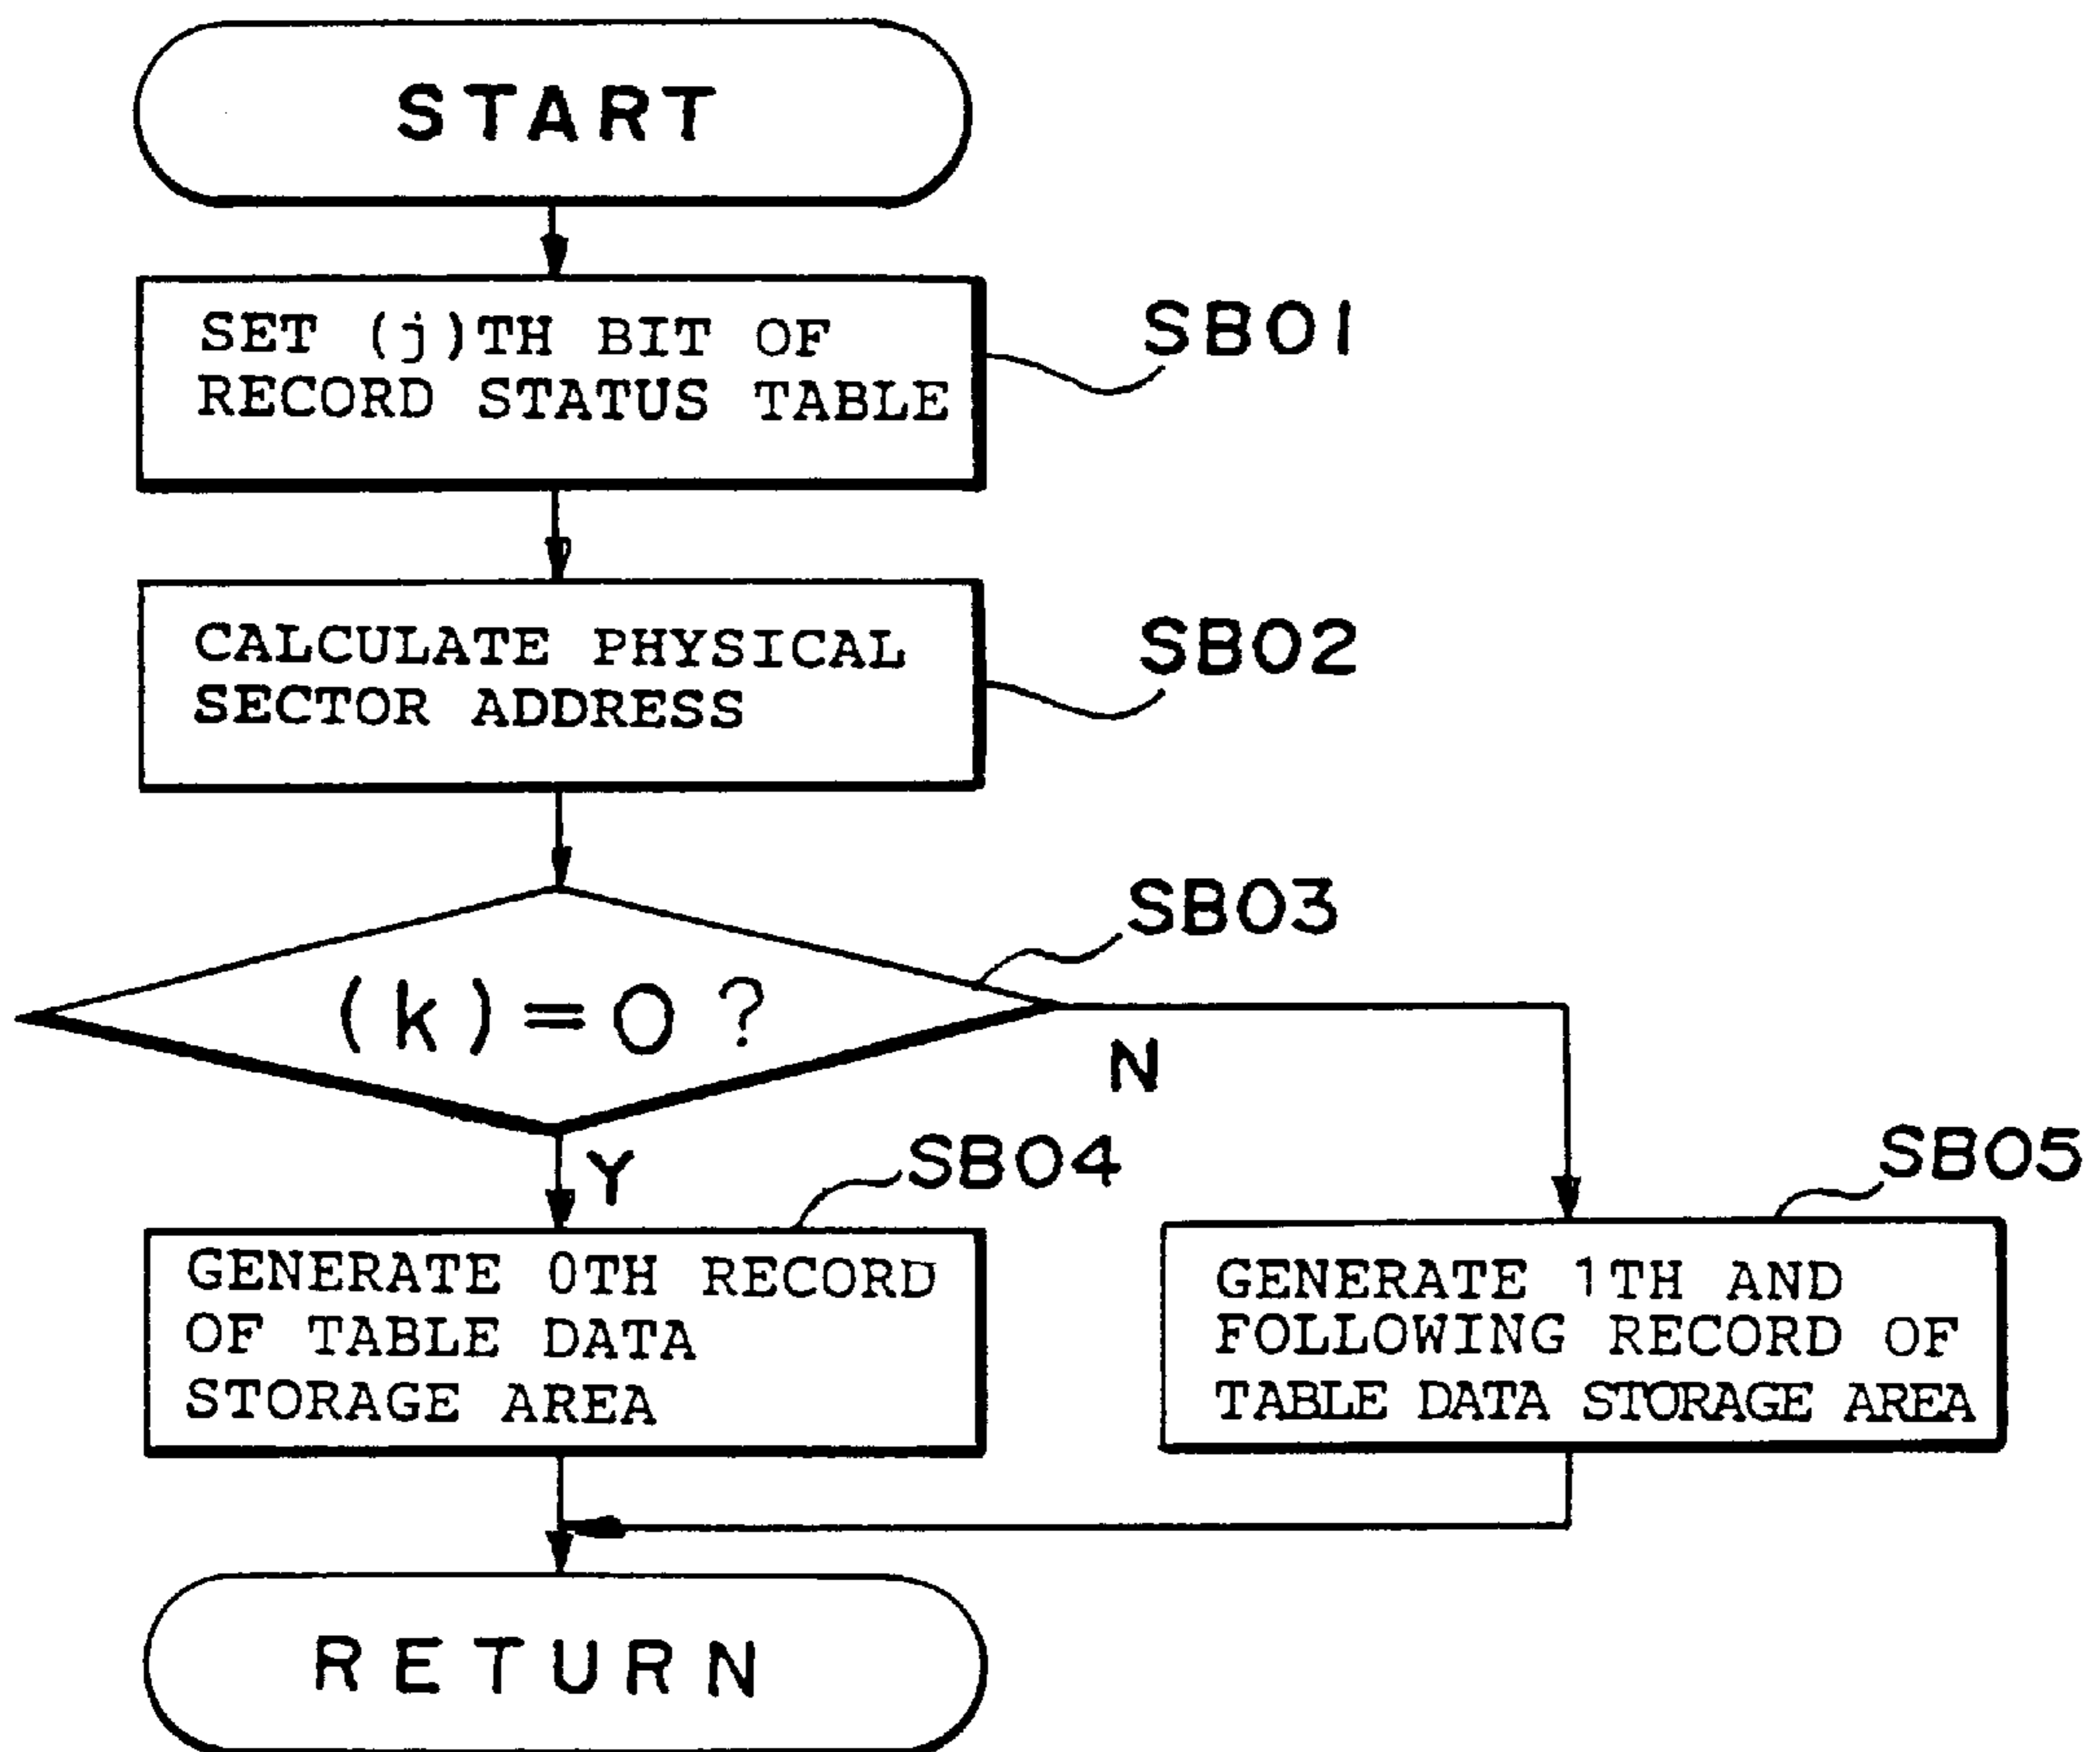 START
SET (j)TH BIT OF
RECORD STATUS TABLE
SB01
CALCULATE PHYSICAL
SECTOR ADDRESS
SB02
(k)=0?
SB03
N
Y
SB04
GENERATE 0TH RECORD
OF TABLE DATA
STORAGE AREA
SB05
GENERATE 1TH AND
FOLLOWING RECORD OF
TABLE DATA STORAGE AREA
RETURN